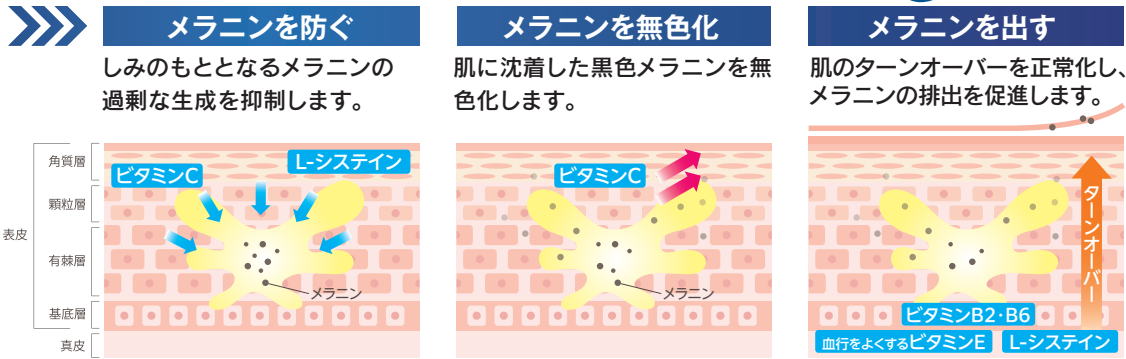 メラニンを防ぐ
しみのもととなるメラニンの
過剰な生成を抑制します。
メラニンを無色化
肌に沈着した黒色メラニンを無
色化します。
メラニンを出す
肌のターンオーバーを正常化し、
メラニンの排出を促進します。
表皮
角質層
顆粒層
有棘層
基底層
真皮
ビタミンC
L-システイン
メラニン
ビタミンC
メラニン
ターンオーバー
ビタミンB2・B6
血行をよくするビタミンE
L-システイン